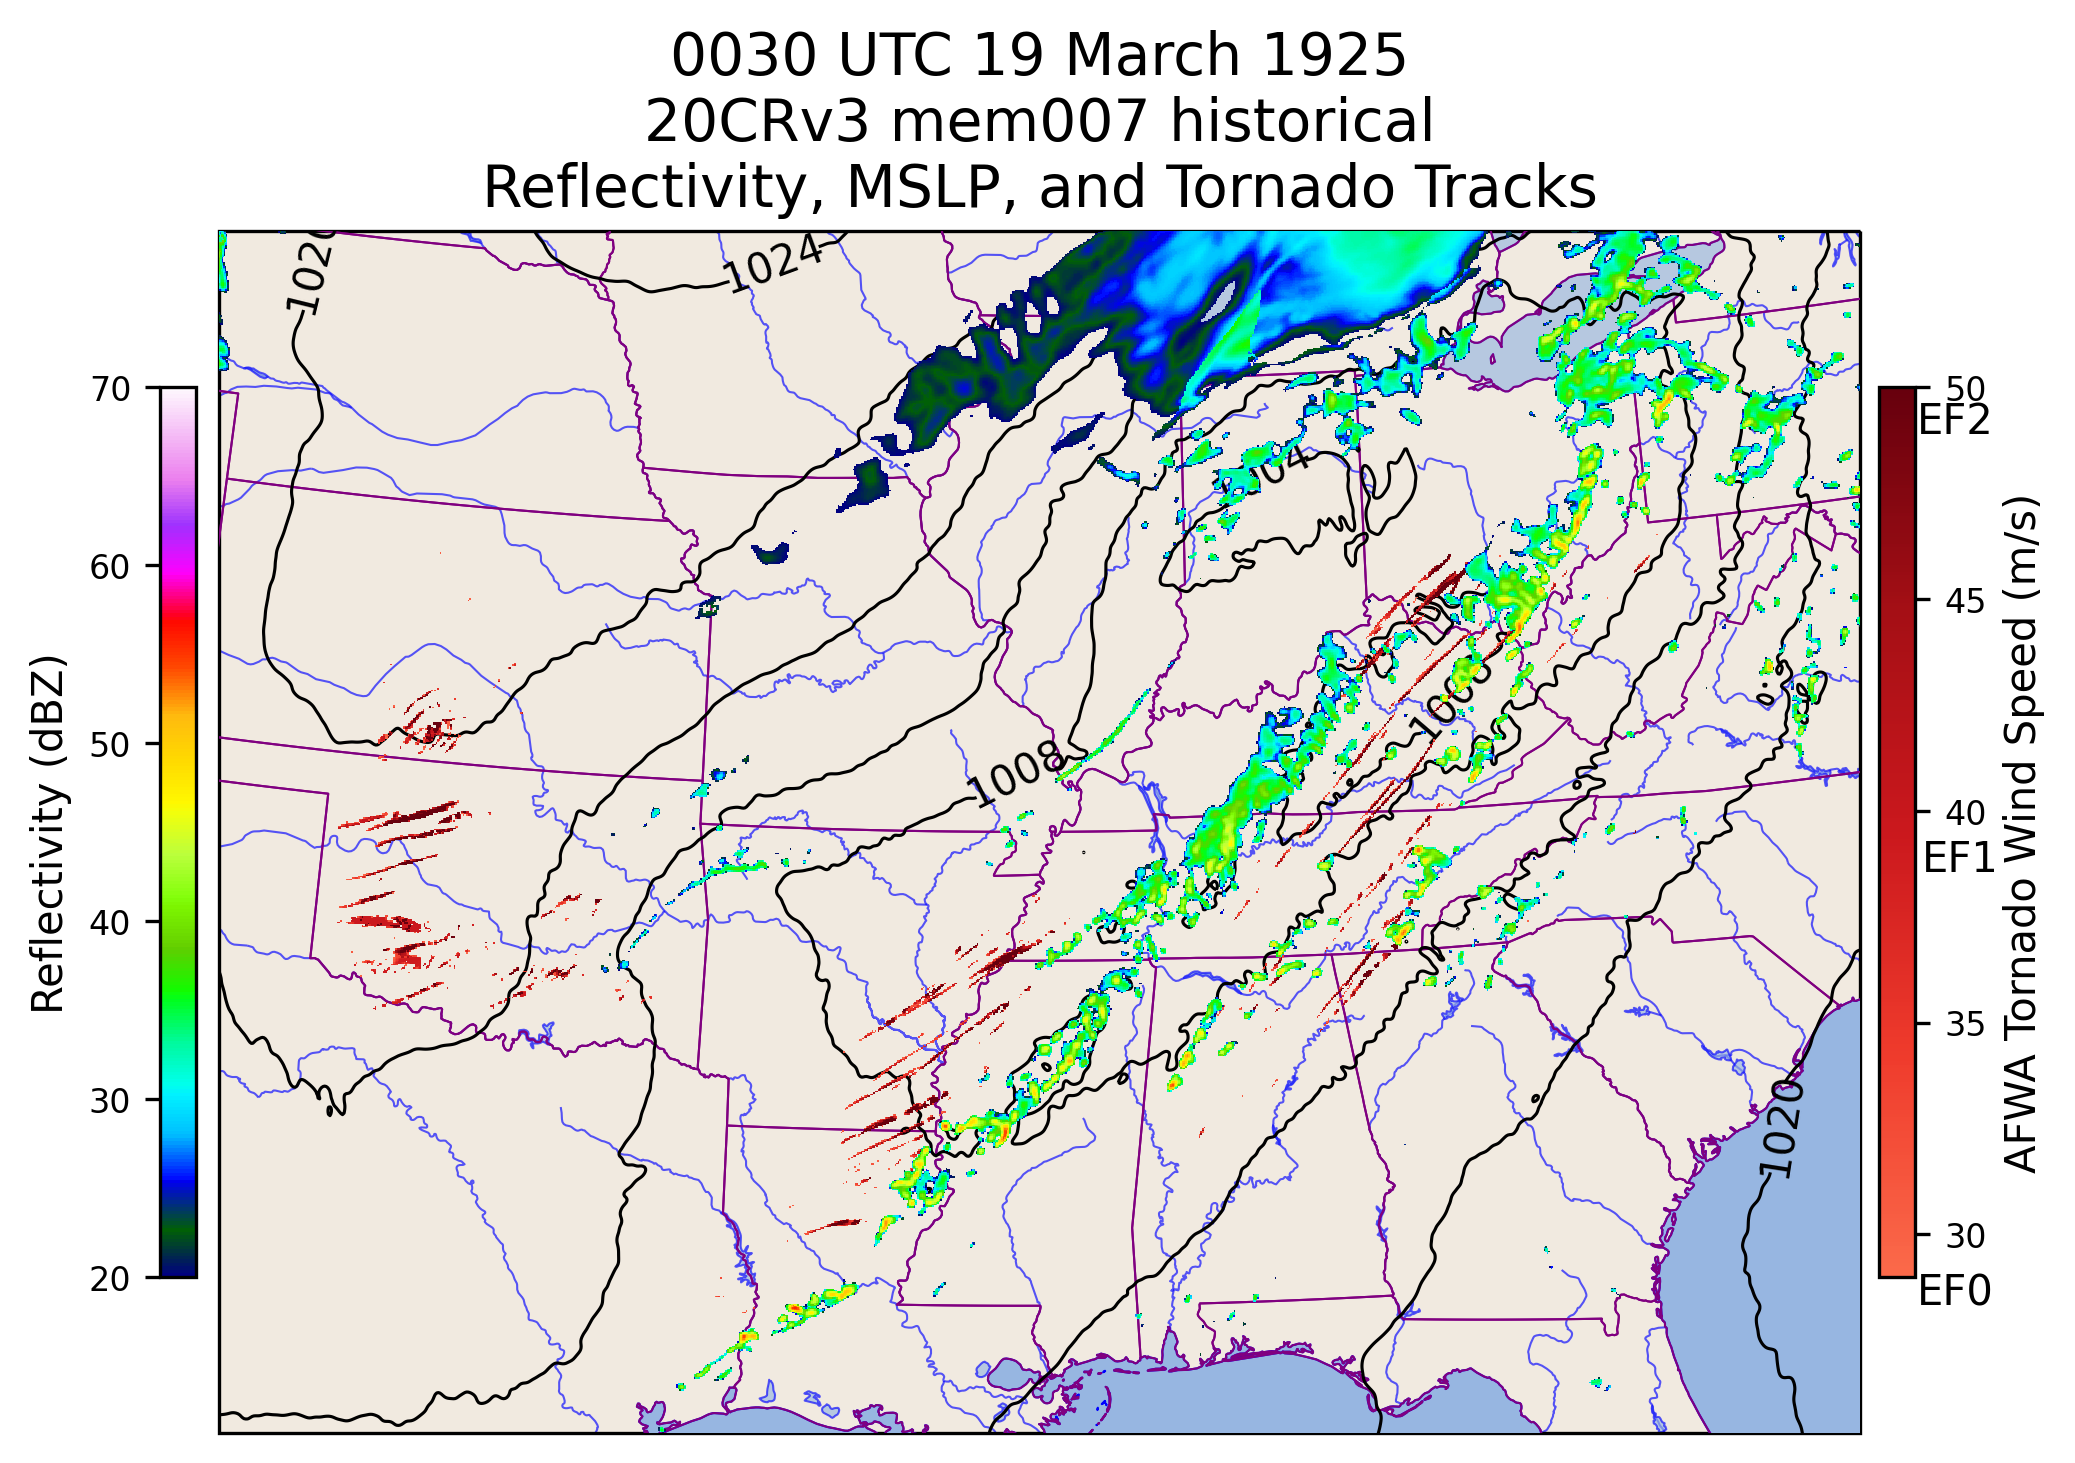 0030 UTC 19 March 1925
20CRv3 mem007 historical
Reflectivity, MSLP, and Tornado Tracks
1020
1024
1004
1008
1008
1020
Reflectivity (dBZ)
70
60
50
40
30
20
50
EF2
45
40
EF1
35
30
EF0
AFWA Tornado Wind Speed (m/s)